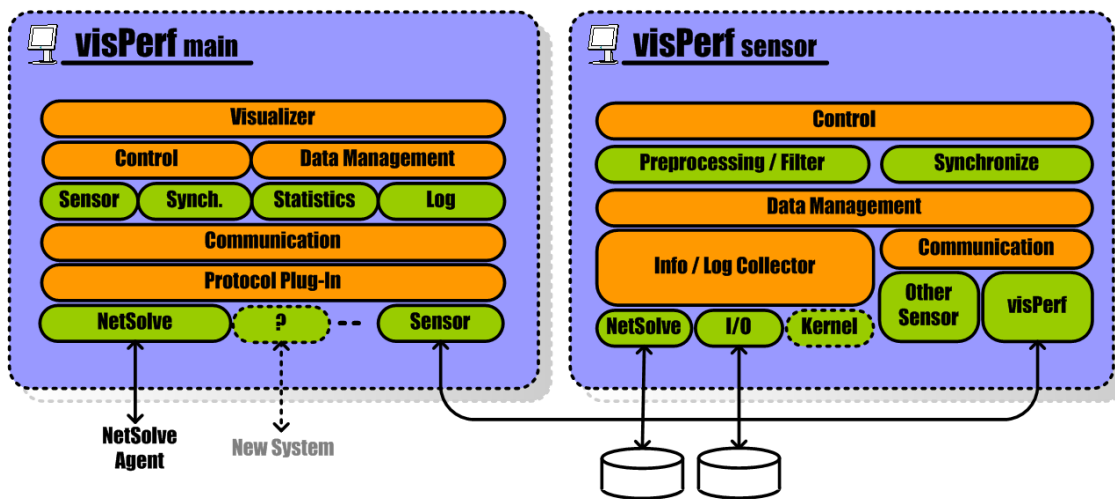 visPerf main
Visualizer
Control
Data Management
Sensor
Synch.
Statistics
Log
Communication
Protocol Plug-In
NetSolve
?
Sensor
NetSolve
Agent
New System
visPerf sensor
Control
Preprocessing / Filter
Synchronize
Data Management
Info / Log Collector
Communication
Other
Sensor
visPerf
NetSolve
I/O
Kernel